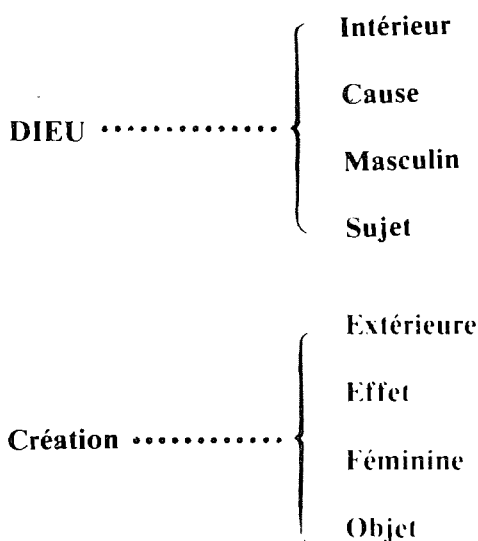 Intérieur
Cause
DIEU ............. 
Masculin
Sujet
Extérieure
Effet
Création ...........
Féminine
Objet